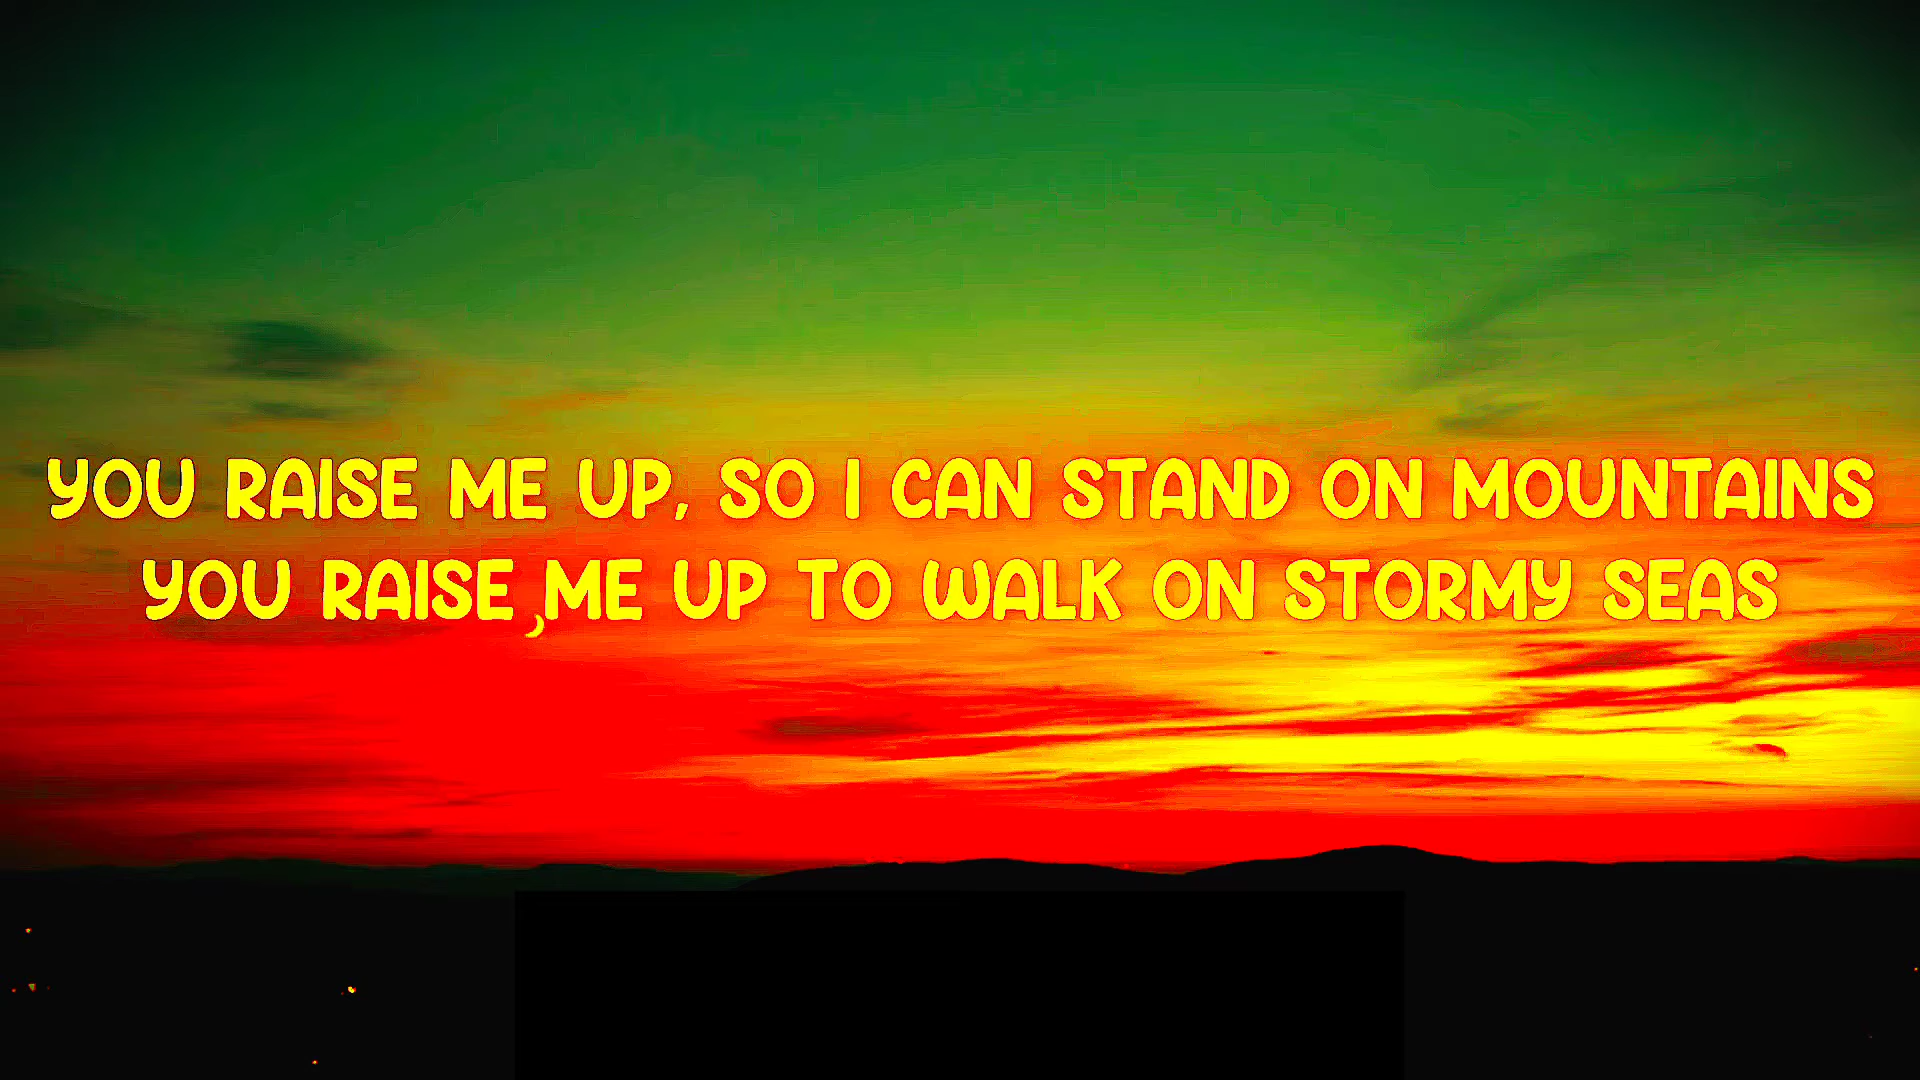 YOU RAISE ME UP, SO I CAN STAND ON MOUNTAINS
YOU RAISE ME UP TO WALK ON STORMY SEAS